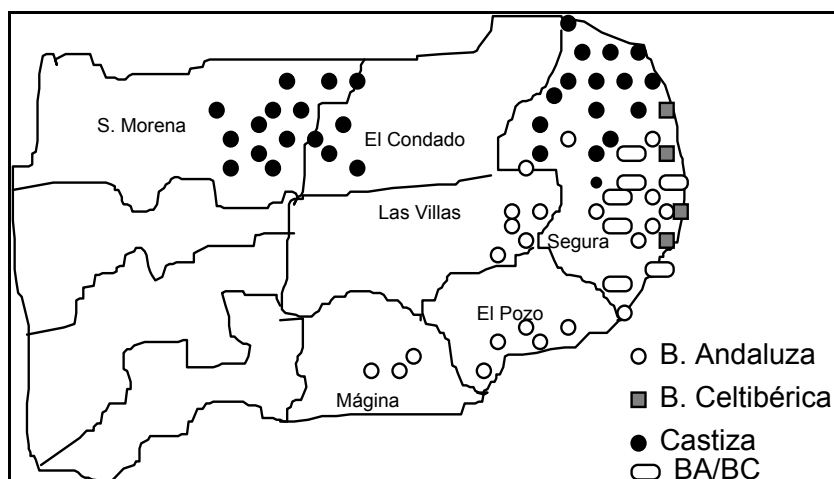 S. Morena
El Condado
Las Villas
Segura
El Pozo
Mágina
B. Andaluza
B. Celtibérica
Castiza
BA/BC